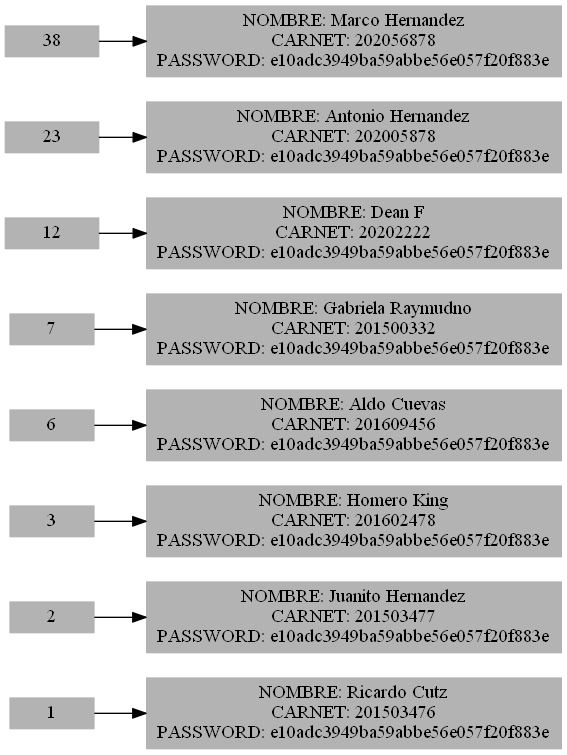 38
NOMBRE: Marco Hernandez
CARNET: 202056878
PASSWORD: e10adc3949ba59abbe56e057f20f883e
23
NOMBRE: Antonio Hernandez
CARNET: 202005878
PASSWORD: e10adc3949ba59abbe56e057f20f883e
12
NOMBRE: Dean F
CARNET: 20202222
PASSWORD: e10adc3949ba59abbe56e057f20f883e
7
NOMBRE: Gabriela Raymudno
CARNET: 201500332
PASSWORD: e10adc3949ba59abbe56e057f20f883e
6
NOMBRE: Aldo Cuevas
CARNET: 201609456
PASSWORD: e10adc3949ba59abbe56e057f20f883e
3
NOMBRE: Homero King
CARNET: 201602478
PASSWORD: e10adc3949ba59abbe56e057f20f883e
2
NOMBRE: Juanito Hernandez
CARNET: 201503477
PASSWORD: e10adc3949ba59abbe56e057f20f883e
1
NOMBRE: Ricardo Cutz
CARNET: 201503476
PASSWORD: e10adc3949ba59abbe56e057f20f883e